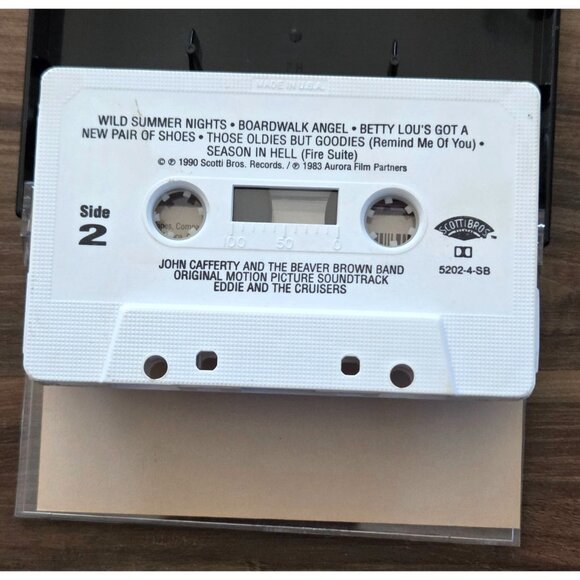 MADE IN U.S.A.
WILD SUMMER NIGHTS • BOARDWALK ANGEL • BETTY LOU'S GOT A
NEW PAIR OF SHOES • THOSE OLDIES BUT GOODIES (Remind Me Of You) •
SEASON IN HELL (Fire Suite)
© ℗ 1990 Scotti Bros. Records. / ℗ 1983 Aurora Film Partners
Side
2
100 50 0
SCOTTI BROS
5202-4-SB
JOHN CAFFERTY AND THE BEAVER BROWN BAND
ORIGINAL MOTION PICTURE SOUNDTRACK
EDDIE AND THE CRUISERS